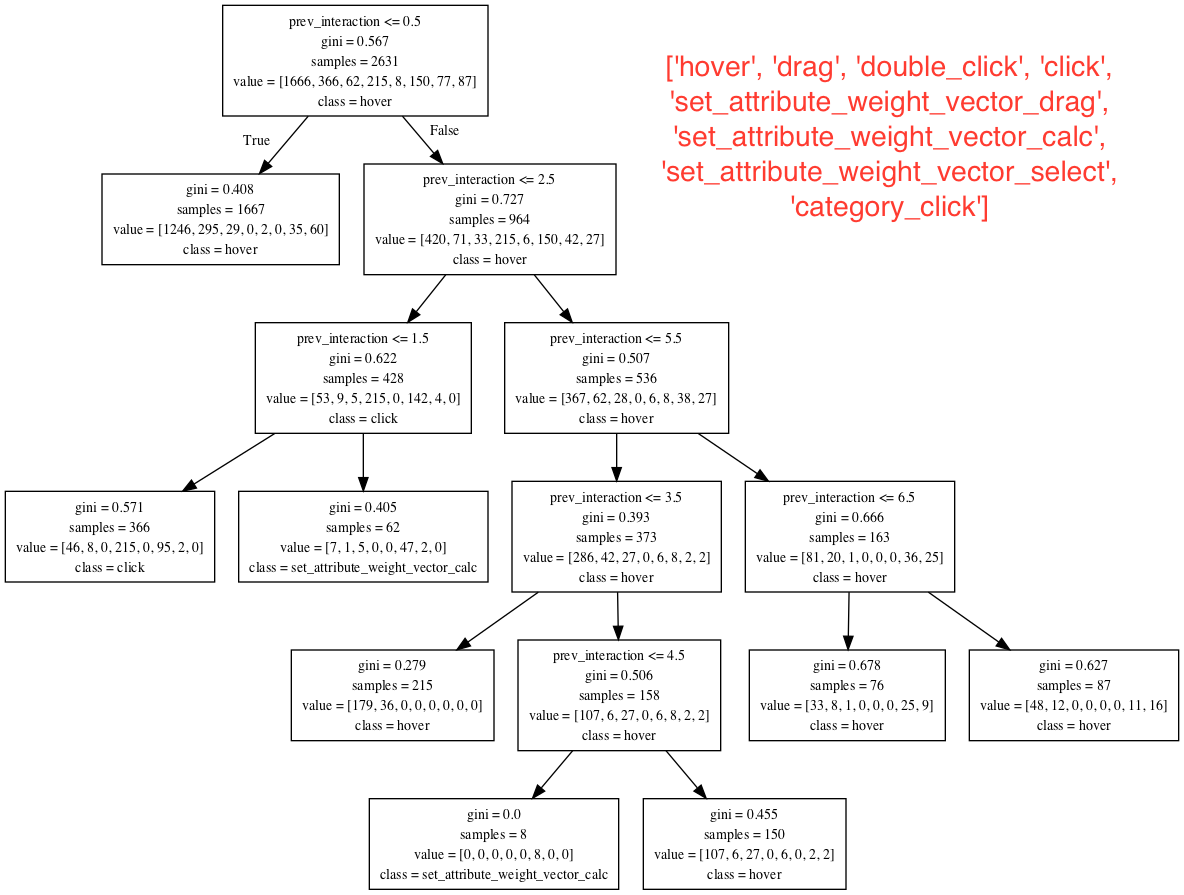 prev_interaction <= 0.5
gini = 0.567
samples = 2631
value = [1666, 366, 62, 215, 8, 150, 77, 87]
class = hover
['hover', 'drag', 'double_click', 'click',
'set_attribute_weight_vector_drag',
'set_attribute_weight_vector_calc',
'set_attribute_weight_vector_select',
'category_click']
True
False
gini = 0.408
samples = 1667
value = [1246, 295, 29, 0, 2, 0, 35, 60]
class = hover
prev_interaction <= 2.5
gini = 0.727
samples = 964
value = [420, 71, 33, 215, 6, 150, 42, 27]
class = hover
prev_interaction <= 1.5
gini = 0.622
samples = 428
value = [53, 9, 5, 215, 0, 142, 4, 0]
class = click
prev_interaction <= 5.5
gini = 0.507
samples = 536
value = [367, 62, 28, 0, 6, 8, 38, 27]
class = hover
gini = 0.571
samples = 366
value = [46, 8, 0, 215, 0, 95, 2, 0]
class = click
gini = 0.405
samples = 62
value = [7, 1, 5, 0, 0, 47, 2, 0]
class = set_attribute_weight_vector_calc
prev_interaction <= 3.5
gini = 0.393
samples = 373
value = [286, 42, 27, 0, 6, 8, 2, 2]
class = hover
prev_interaction <= 6.5
gini = 0.666
samples = 163
value = [81, 20, 1, 0, 0, 0, 36, 25]
class = hover
gini = 0.279
samples = 215
value = [179, 36, 0, 0, 0, 0, 0, 0]
class = hover
prev_interaction <= 4.5
gini = 0.506
samples = 158
value = [107, 6, 27, 0, 6, 8, 2, 2]
class = hover
gini = 0.678
samples = 76
value = [33, 8, 1, 0, 0, 0, 25, 9]
class = hover
gini = 0.627
samples = 87
value = [48, 12, 0, 0, 0, 0, 11, 16]
class = hover
gini = 0.0
samples = 8
value = [0, 0, 0, 0, 0, 8, 0, 0]
class = set_attribute_weight_vector_calc
gini = 0.455
samples = 150
value = [107, 6, 27, 0, 6, 0, 2, 2]
class = hover